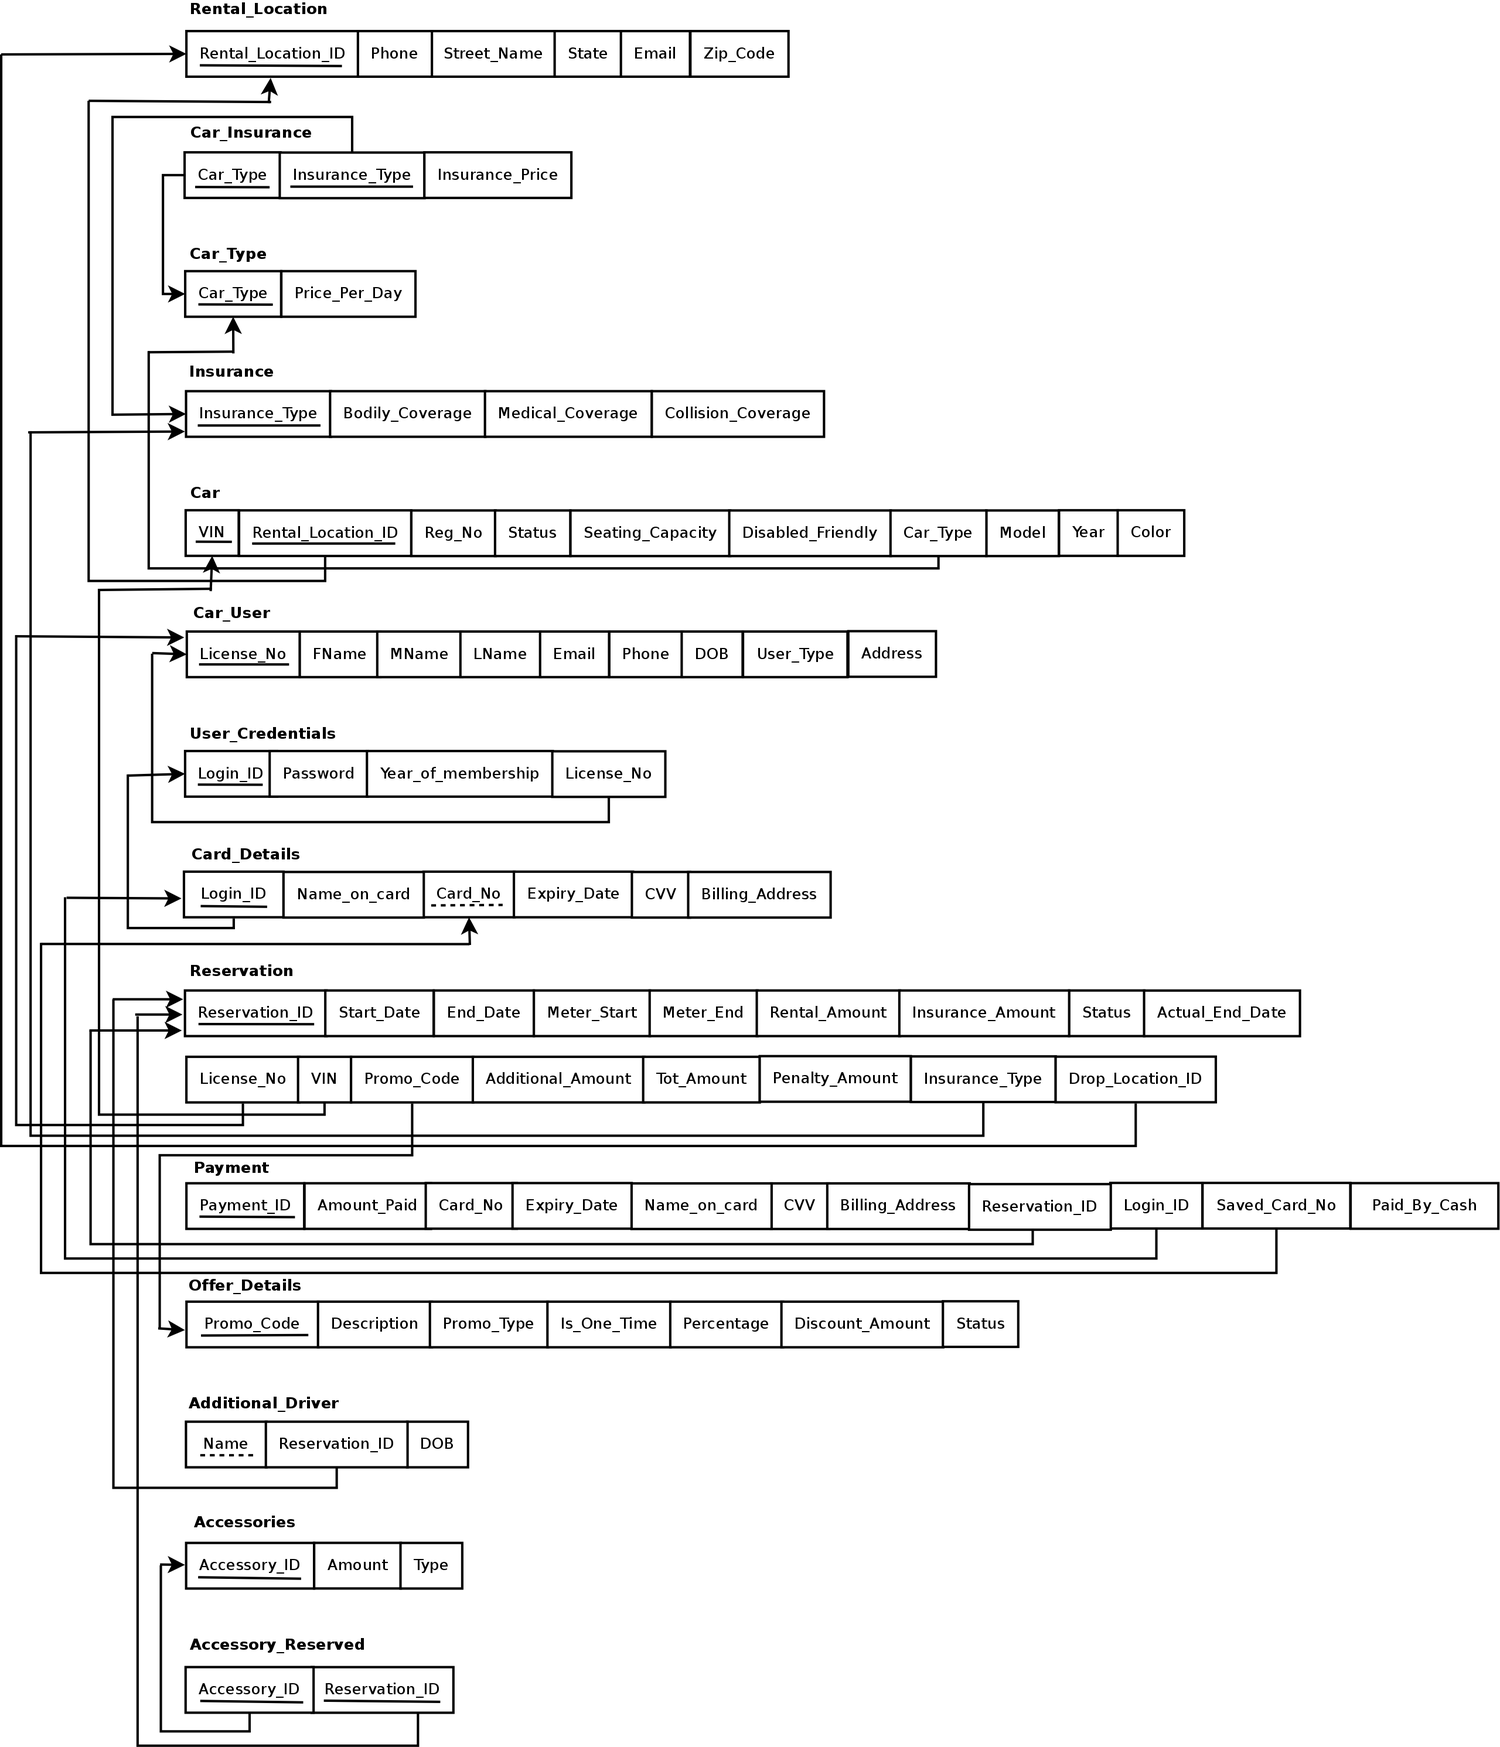 Rental_Location
Rental_Location_ID Phone Street_Name State Email Zip_Code
Car_Insurance
Car_Type Insurance_Type Insurance_Price
Car_Type
Car_Type Price_Per_Day
Insurance
Insurance_Type Bodily_Coverage Medical_Coverage Collision_Coverage
Car
VIN Rental_Location_ID Reg_No Status Seating_Capacity Disabled_Friendly Car_Type Model Year Color
Car_User
License_No FName MName LName Email Phone DOB User_Type Address
User_Credentials
Login_ID Password Year_of_membership License_No
Card_Details
Login_ID Name_on_card Card_No Expiry_Date CVV Billing_Address
Reservation
Reservation_ID Start_Date End_Date Meter_Start Meter_End Rental_Amount Insurance_Amount Status Actual_End_Date
License_No VIN Promo_Code Additional_Amount Tot_Amount Penalty_Amount Insurance_Type Drop_Location_ID
Payment
Payment_ID Amount_Paid Card_No Expiry_Date Name_on_card CVV Billing_Address Reservation_ID Login_ID Saved_Card_No Paid_By_Cash
Offer_Details
Promo_Code Description Promo_Type Is_One_Time Percentage Discount_Amount Status
Additional_Driver
Name Reservation_ID DOB
Accessories
Accessory_ID Amount Type
Accessory_Reserved
Accessory_ID Reservation_ID